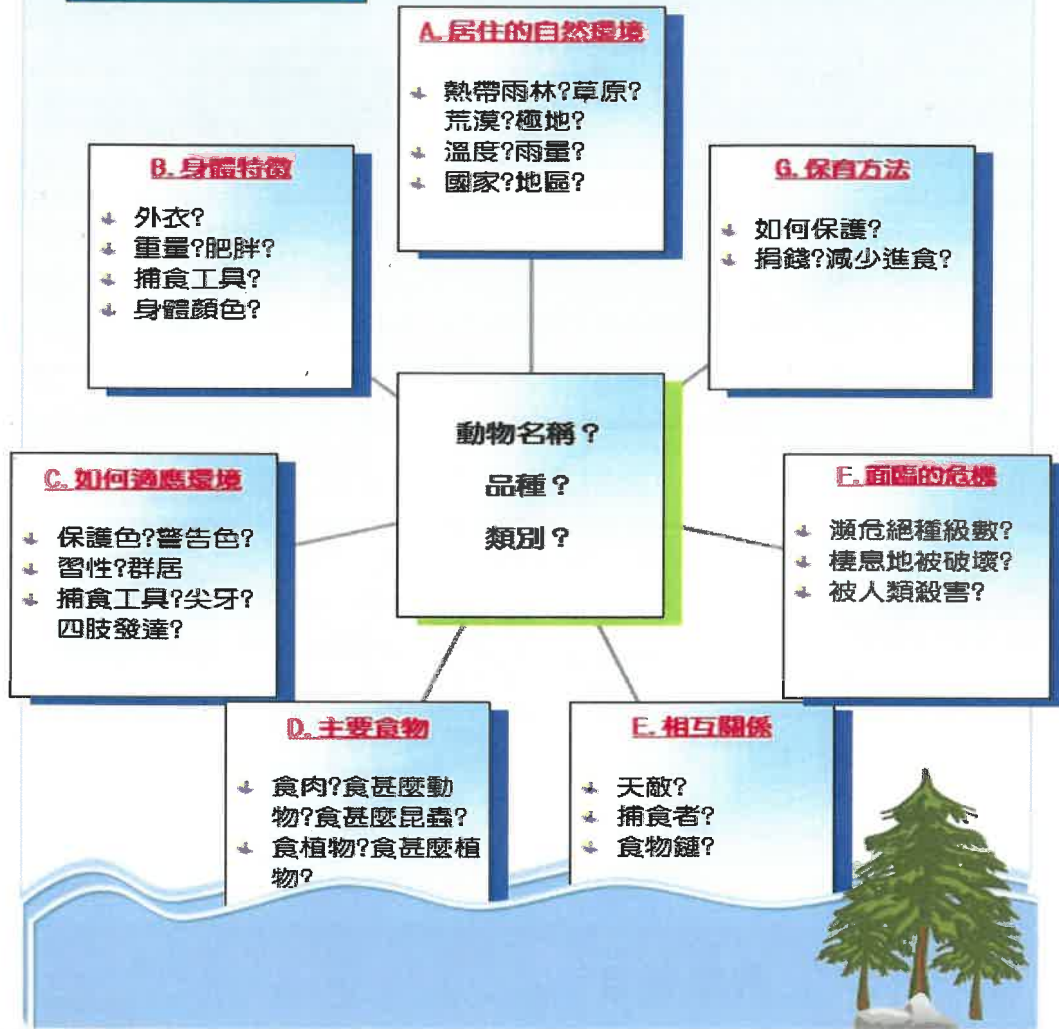 A. 居住的自然環境
熱帶雨林?草原?
荒漠?極地?
溫度?雨量?
國家?地區?
B. 身體特徵
外衣?
重量?肥胖?
捕食工具?
身體顏色?
G. 保育方法
如何保護?
捐錢?減少進食?
動物名稱？
品種？
類別？
C. 如何適應環境
保護色?警告色?
習性?群居
捕食工具?尖牙?
四肢發達?
F. 面臨的危機
瀕危絕種級數?
棲息地被破壞?
被人類殺害?
D. 主要食物
食肉?食甚麼動
物?食甚麼昆蟲?
食植物?食甚麼植
物?
E. 相互關係
天敵?
捕食者?
食物鏈?